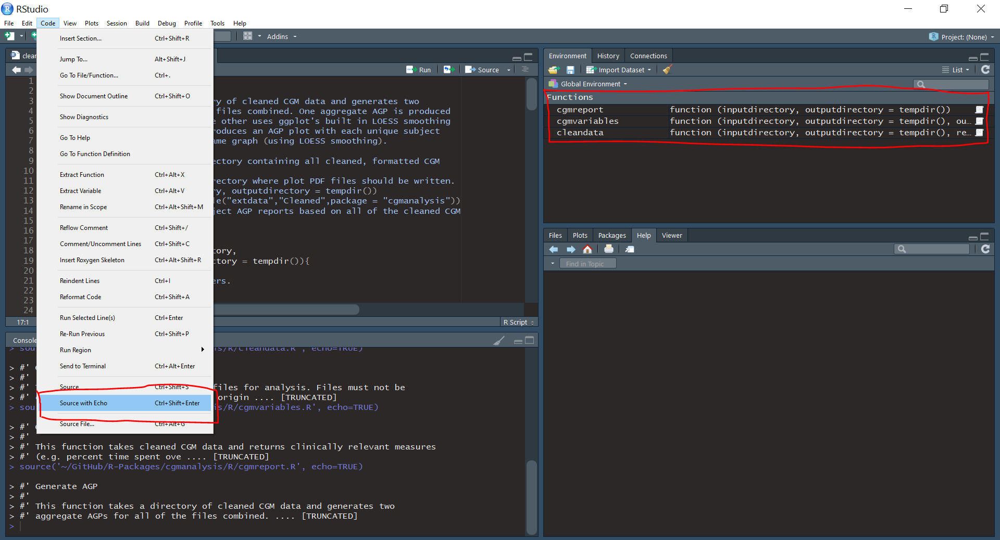 RStudio
File Edit Code View Plots Session Build Debug Profile Tools Help
Addins
Project: (None)
Insert Section... Ctrl+Shift+R
Jump To... Alt+Shift+J
Go To File/Function... Ctrl+.
Show Document Outline Ctrl+Shift+O
Show Diagnostics
Go To Help
Go To Function Definition
Extract Function Ctrl+Alt+X
Extract Variable Ctrl+Alt+V
Rename in Scope Ctrl+Alt+Shift+M
Reflow Comment Ctrl+Shift+/
Comment/Uncomment Lines Ctrl+Shift+C
Insert Roxygen Skeleton Ctrl+Alt+Shift+R
Reindent Lines Ctrl+I
Reformat Code Ctrl+Shift+A
Run Selected Line(s) Ctrl+Enter
Re-Run Previous Ctrl+Shift+P
Run Region
Send to Terminal Ctrl+Alt+Enter
Source Ctrl+Shift+S
Source with Echo Ctrl+Shift+Enter
Source File... Ctrl+Alt+G
Run Source
1
2
3 ry of cleaned CGM data and generates two
4 files combined. One aggregate AGP is produced
5 e other uses ggplot's built in LOESS smoothing
6 oduces an AGP plot with each unique subject
7 ame graph (using LOESS smoothing).
8
9 ectory containing all cleaned, formatted CGM
10
11 rectory where plot PDF files should be written.
12 ry, outputdirectory = tempdir())
13 le("extdata","Cleaned",package = "cgmanalysis"))
14 ject AGP reports based on all of the cleaned CGM
15
16
17
18 tory,
19 ctory = tempdir()){
20
21 ers.
22
23
24
17:1 R Script
Console
> sou is/R/cleandata.R', echo=TRUE)
> #'
> #'
> #' files for analysis. Files must not be
> #' origin .... [TRUNCATED]
> sou is/R/cgmvariables.R', echo=TRUE)
> #'
> #'
> #' This function takes cleaned CGM data and returns clinically relevant measures
> #' (e.g. percent time spent ove .... [TRUNCATED]
> source('~/GitHub/R-Packages/cgmanalysis/R/cgmreport.R', echo=TRUE)
> #' Generate AGP
> #'
> #' This function takes a directory of cleaned CGM data and generates two
> #' aggregate AGPs for all of the files combined. .... [TRUNCATED]
>
Environment History Connections
Import Dataset List
Global Environment
Functions
cgmreport function (inputdirectory, outputdirectory = tempdir())
cgmvariables function (inputdirectory, outputdirectory = tempdir(), ou...
cleandata function (inputdirectory, outputdirectory = tempdir(), re...
Files Plots Packages Help Viewer
Find in Topic